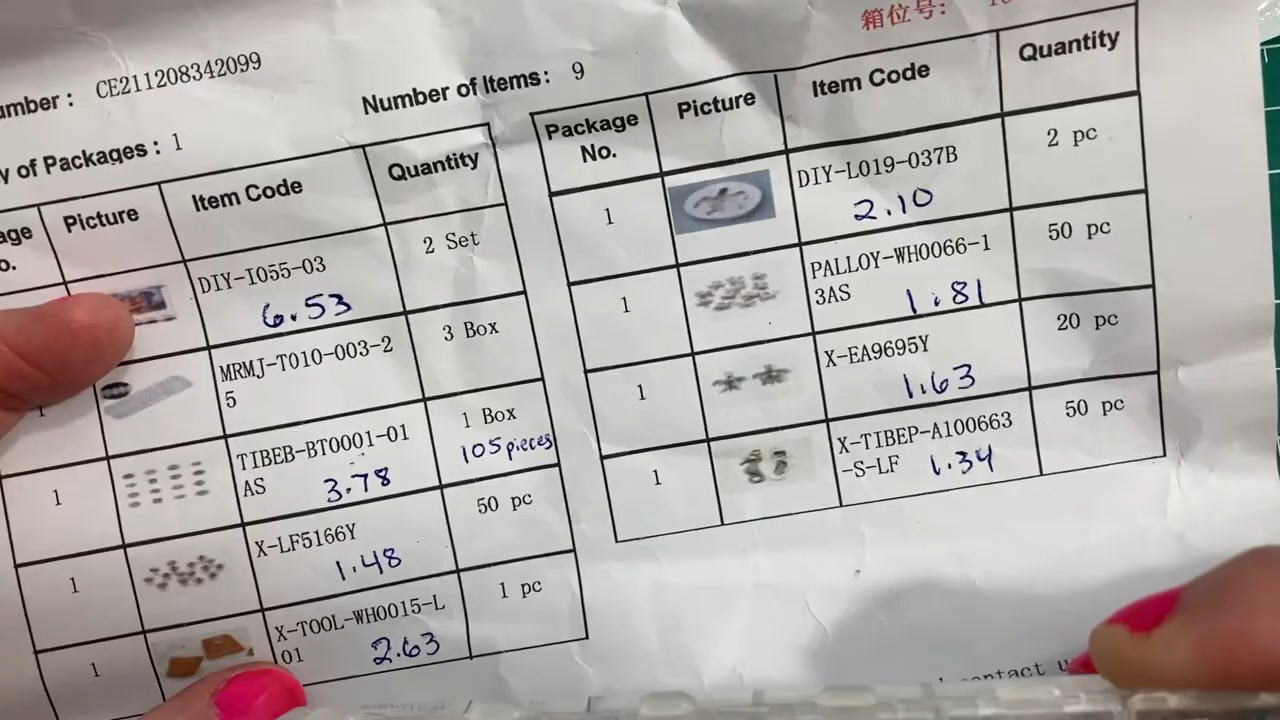 箱位号:
umber : CE211208342099
Number of Items: 9
y of Packages : 1
age
o.
Picture
Item Code
Quantity
DIY-I055-03
6.53
2 Set
1
MRMJ-T010-003-2
5
3 Box
1
TIBEB-BT0001-01
AS
3.78
1 Box
105 pieces
1
X-LF5166Y
1.48
50 pc
1
X-TOOL-WH0015-L
01
2.63
1 pc
Package
No.
Picture
Item Code
Quantity
1
DIY-L019-037B
2.10
2 pc
1
PALLOY-WH0066-1
3AS
1.81
50 pc
1
X-EA9695Y
1.63
20 pc
1
X-TIBEP-A100663
-S-LF
1.34
50 pc
contact u